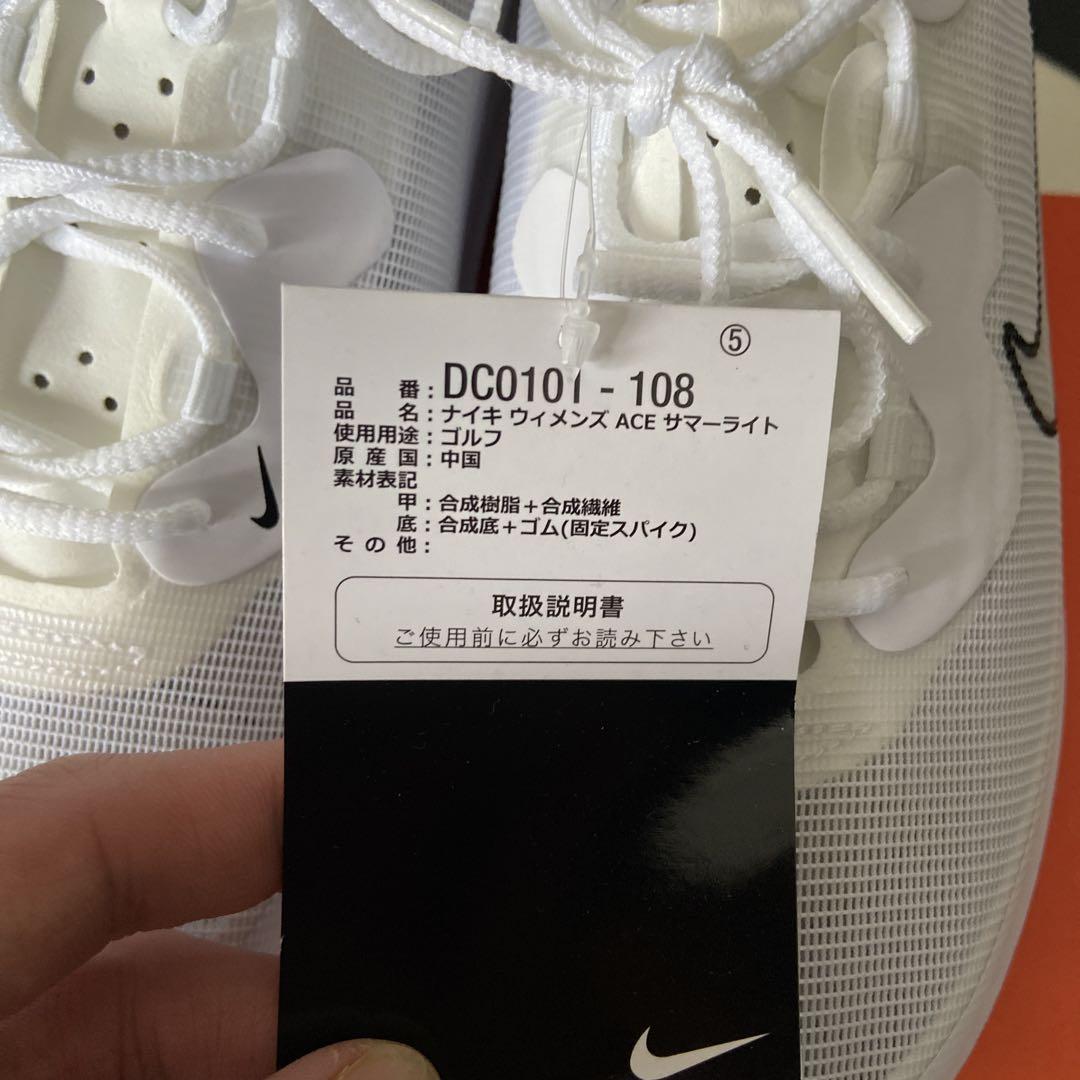 ⑤
品 番：DC0101 - 108
品 名：ナイキ ウィメンズ ACE サマーライト
使用用途：ゴルフ
原 産 国：中国
素材表記
甲：合成樹脂＋合成繊維
底：合成底＋ゴム(固定スパイク)
そ の 他：
取扱説明書
ご使用前に必ずお読み下さい